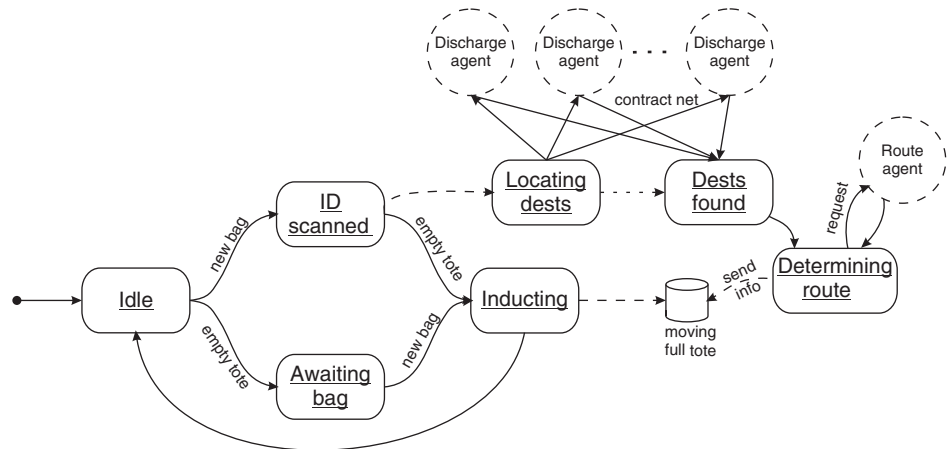 Discharge
agent
Discharge
agent
Discharge
agent
contract net
Route
agent
request
Locating
dests
Dests
found
ID
scanned
new bag
empty tote
Determining
route
send
info
Idle
Inducting
moving
full tote
empty tote
new bag
Awaiting
bag